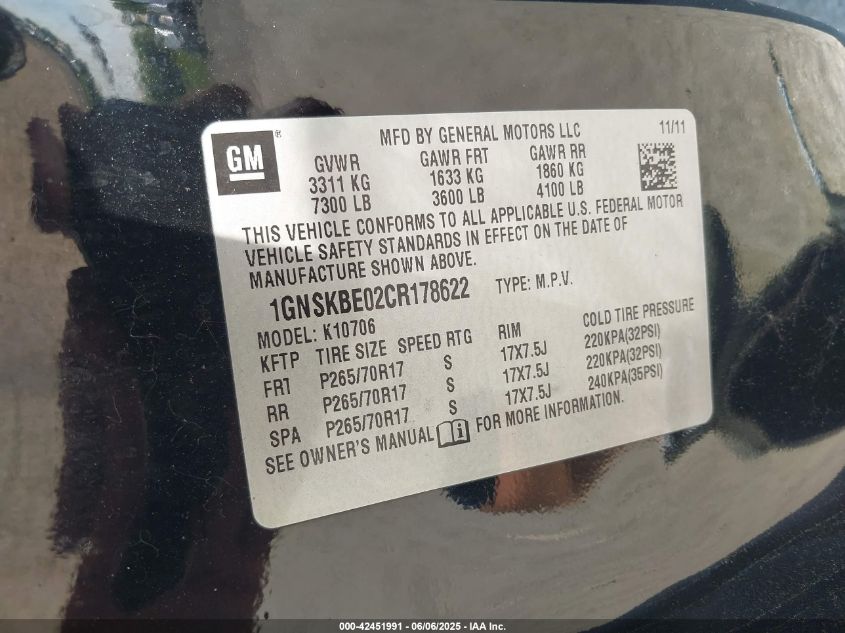 GM ®
MFD BY GENERAL MOTORS LLC 11/11
GVWR GAWR FRT GAWR RR
3311 KG 1633 KG 1860 KG
7300 LB 3600 LB 4100 LB
THIS VEHICLE CONFORMS TO ALL APPLICABLE U.S. FEDERAL MOTOR
VEHICLE SAFETY STANDARDS IN EFFECT ON THE DATE OF
MANUFACTURE SHOWN ABOVE.
1GNSKBE02CR178622 TYPE: M.P.V.
MODEL: K10706
KFTP TIRE SIZE SPEED RTG RIM COLD TIRE PRESSURE
FRT P265/70R17 S 17X7.5J 220KPA(32PSI)
RR P265/70R17 S 17X7.5J 220KPA(32PSI)
SPA P265/70R17 S 17X7.5J 240KPA(35PSI)
SEE OWNER'S MANUAL FOR MORE INFORMATION.
000-42451991 - 06/06/2025 - IAA Inc.